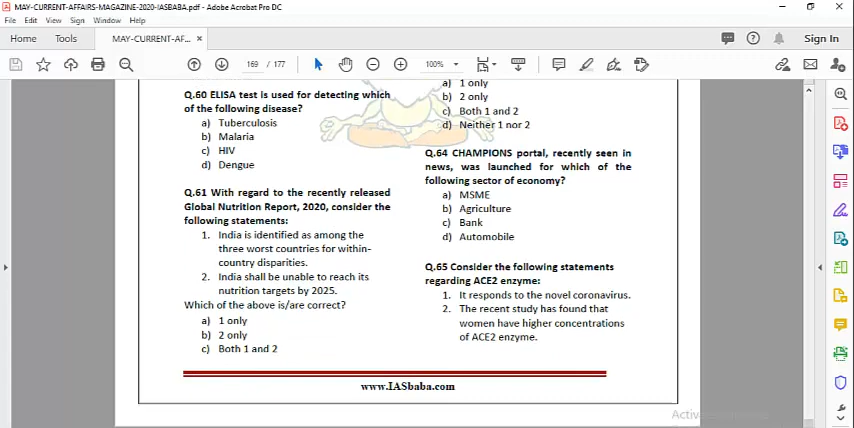 MAY-CURRENT-AFFAIRS-MAGAZINE-2020-IASBABA.pdf - Adobe Acrobat Pro DC
File Edit View Sign Window Help
Home Tools MAY-CURRENT-AF... × Sign In
169 / 177 100%
Q.60 ELISA test is used for detecting which
of the following disease?
a) Tuberculosis
b) Malaria
c) HIV
d) Dengue
Q.61 With regard to the recently released
Global Nutrition Report, 2020, consider the
following statements:
1. India is identified as among the
three worst countries for within-
country disparities.
2. India shall be unable to reach its
nutrition targets by 2025.
Which of the above is/are correct?
a) 1 only
b) 2 only
c) Both 1 and 2
a) 1 only
b) 2 only
c) Both 1 and 2
d) Neither 1 nor 2
Q.64 CHAMPIONS portal, recently seen in
news, was launched for which of the
following sector of economy?
a) MSME
b) Agriculture
c) Bank
d) Automobile
Q.65 Consider the following statements
regarding ACE2 enzyme:
1. It responds to the novel coronavirus.
2. The recent study has found that
women have higher concentrations
of ACE2 enzyme.
www.IASbaba.com